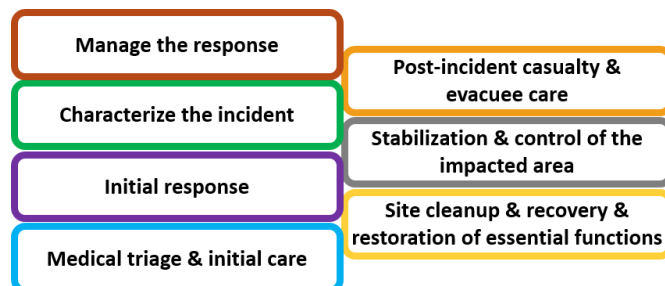 Manage the response
Characterize the incident
Initial response
Medical triage & initial care
Post-incident casualty &
evacuee care
Stabilization & control of the
impacted area
Site cleanup & recovery &
restoration of essential functions